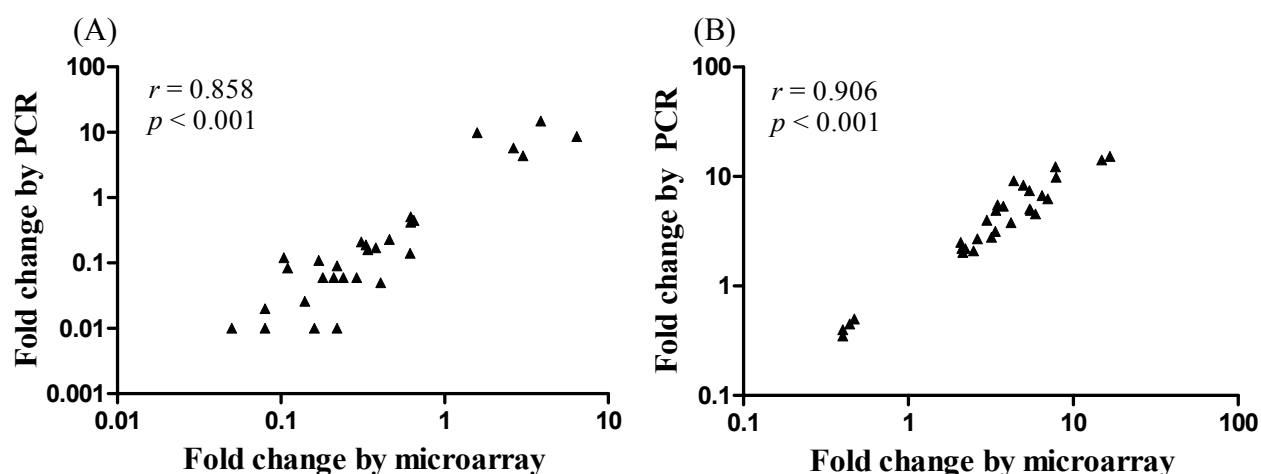 (A)
r = 0.858
p < 0.001
Fold change by PCR
100
10
1
0.1
0.01
0.001
0.01
0.1
1
10
Fold change by microarray
(B)
r = 0.906
p < 0.001
Fold change by PCR
100
10
1
0.1
0.1
1
10
100
Fold change by microarray